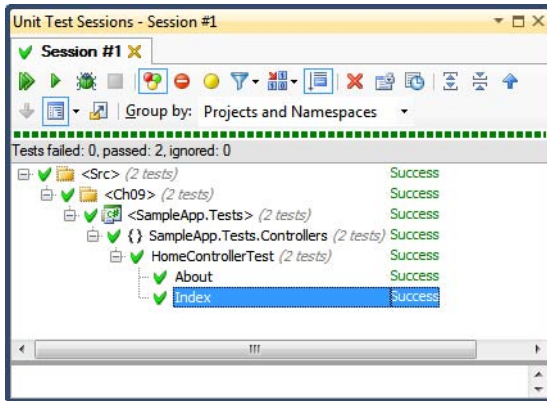 Unit Test Sessions - Session #1
Session #1
Group by: Projects and Namespaces
Tests failed: 0, passed: 2, ignored: 0
<Src> (2 tests) Success
<Ch09> (2 tests) Success
<SampleApp.Tests> (2 tests) Success
{} SampleApp.Tests.Controllers (2 tests) Success
HomeControllerTest (2 tests) Success
About Success
Index Success